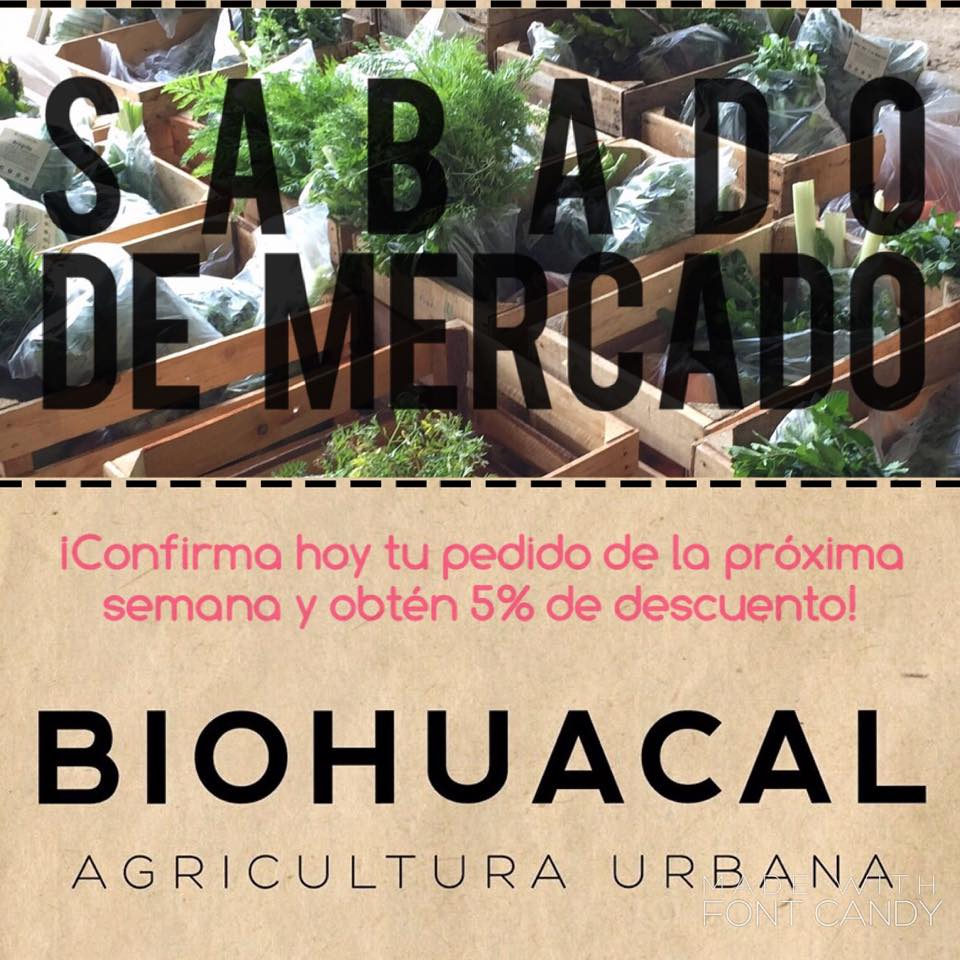 SABADO
DE MERCADO
¡Confirma hoy tu pedido de la próxima
semana y obtén 5% de descuento!
BIOHUACAL
AGRICULTURA URBANA
MADE WITH
FONT CANDY